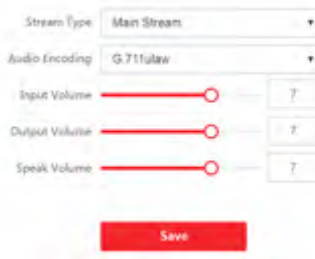 Stream Type Main Stream
Audio Encoding G.711ulaw
Input Volume 7
Output Volume 7
Speak Volume 7
Save